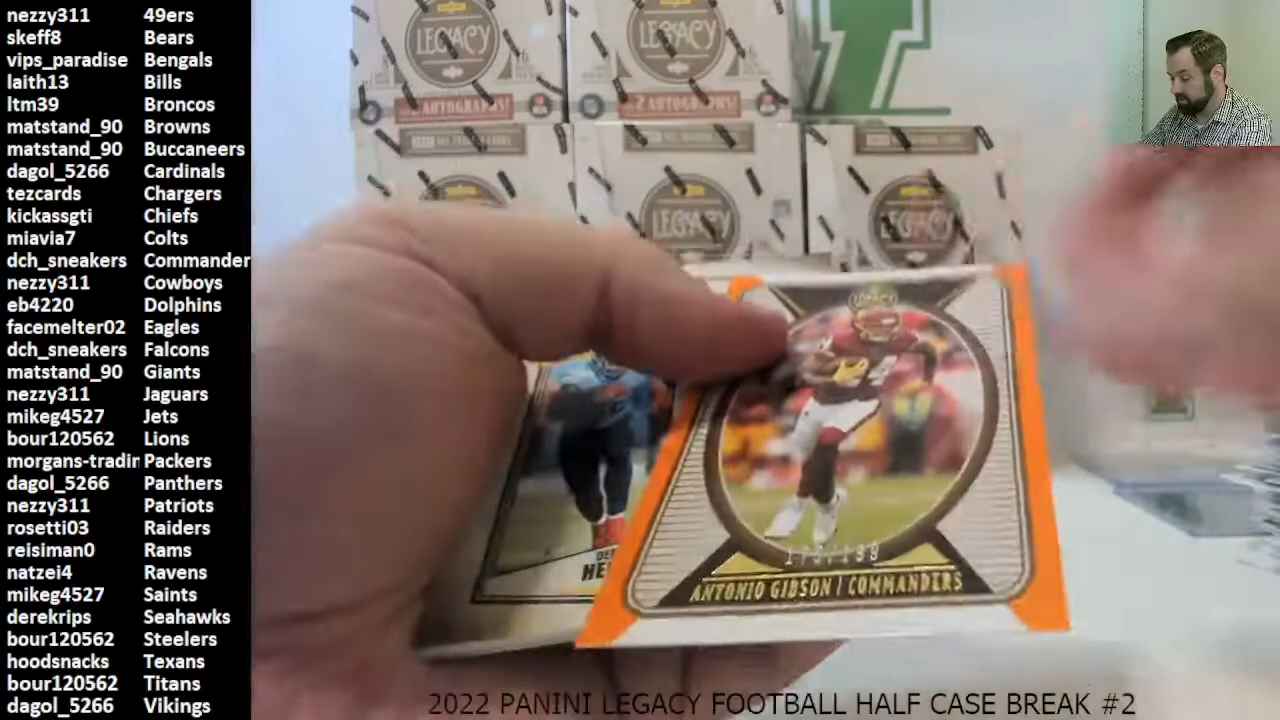 nezzy311 49ers
skeff8 Bears
vips_paradise Bengals
laith13 Bills
ltm39 Broncos
matstand_90 Browns
matstand_90 Buccaneers
dagol_5266 Cardinals
tezcards Chargers
kickassgti Chiefs
miavia7 Colts
dch_sneakers Commander
nezzy311 Cowboys
eb4220 Dolphins
facemelter02 Eagles
dch_sneakers Falcons
matstand_90 Giants
nezzy311 Jaguars
mikeg4527 Jets
bour120562 Lions
morgans-tradin Packers
dagol_5266 Panthers
nezzy311 Patriots
rosetti03 Raiders
reisiman0 Rams
natzei4 Ravens
mikeg4527 Saints
derekrips Seahawks
bour120562 Steelers
hoodsnacks Texans
bour120562 Titans
dagol_5266 Vikings
LEGACY
AUTOGRAPHS!
LEGACY
2 AUTOGRAPHS!
LEGACY
LEGACY
ANTONIO GIBSON | COMMANDERS
2022 PANINI LEGACY FOOTBALL HALF CASE BREAK #2